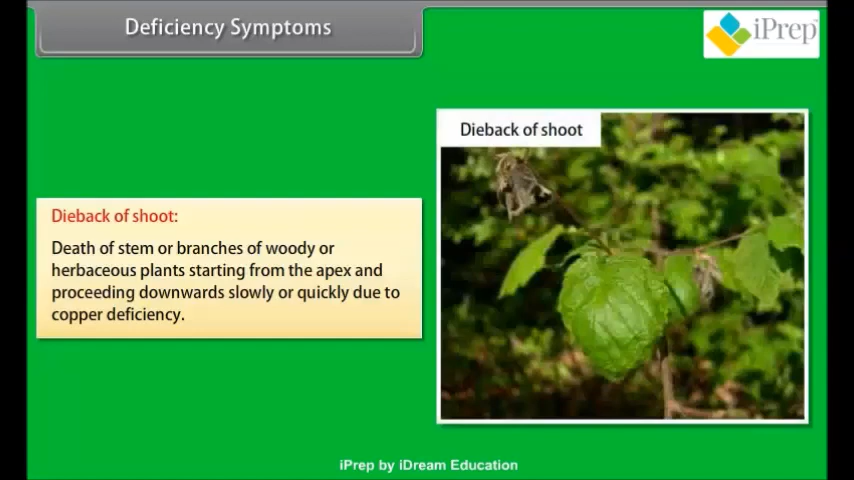 Deficiency Symptoms
iPrep
Dieback of shoot
Dieback of shoot:
Death of stem or branches of woody or
herbaceous plants starting from the apex and
proceeding downwards slowly or quickly due to
copper deficiency.
iPrep by iDream Education